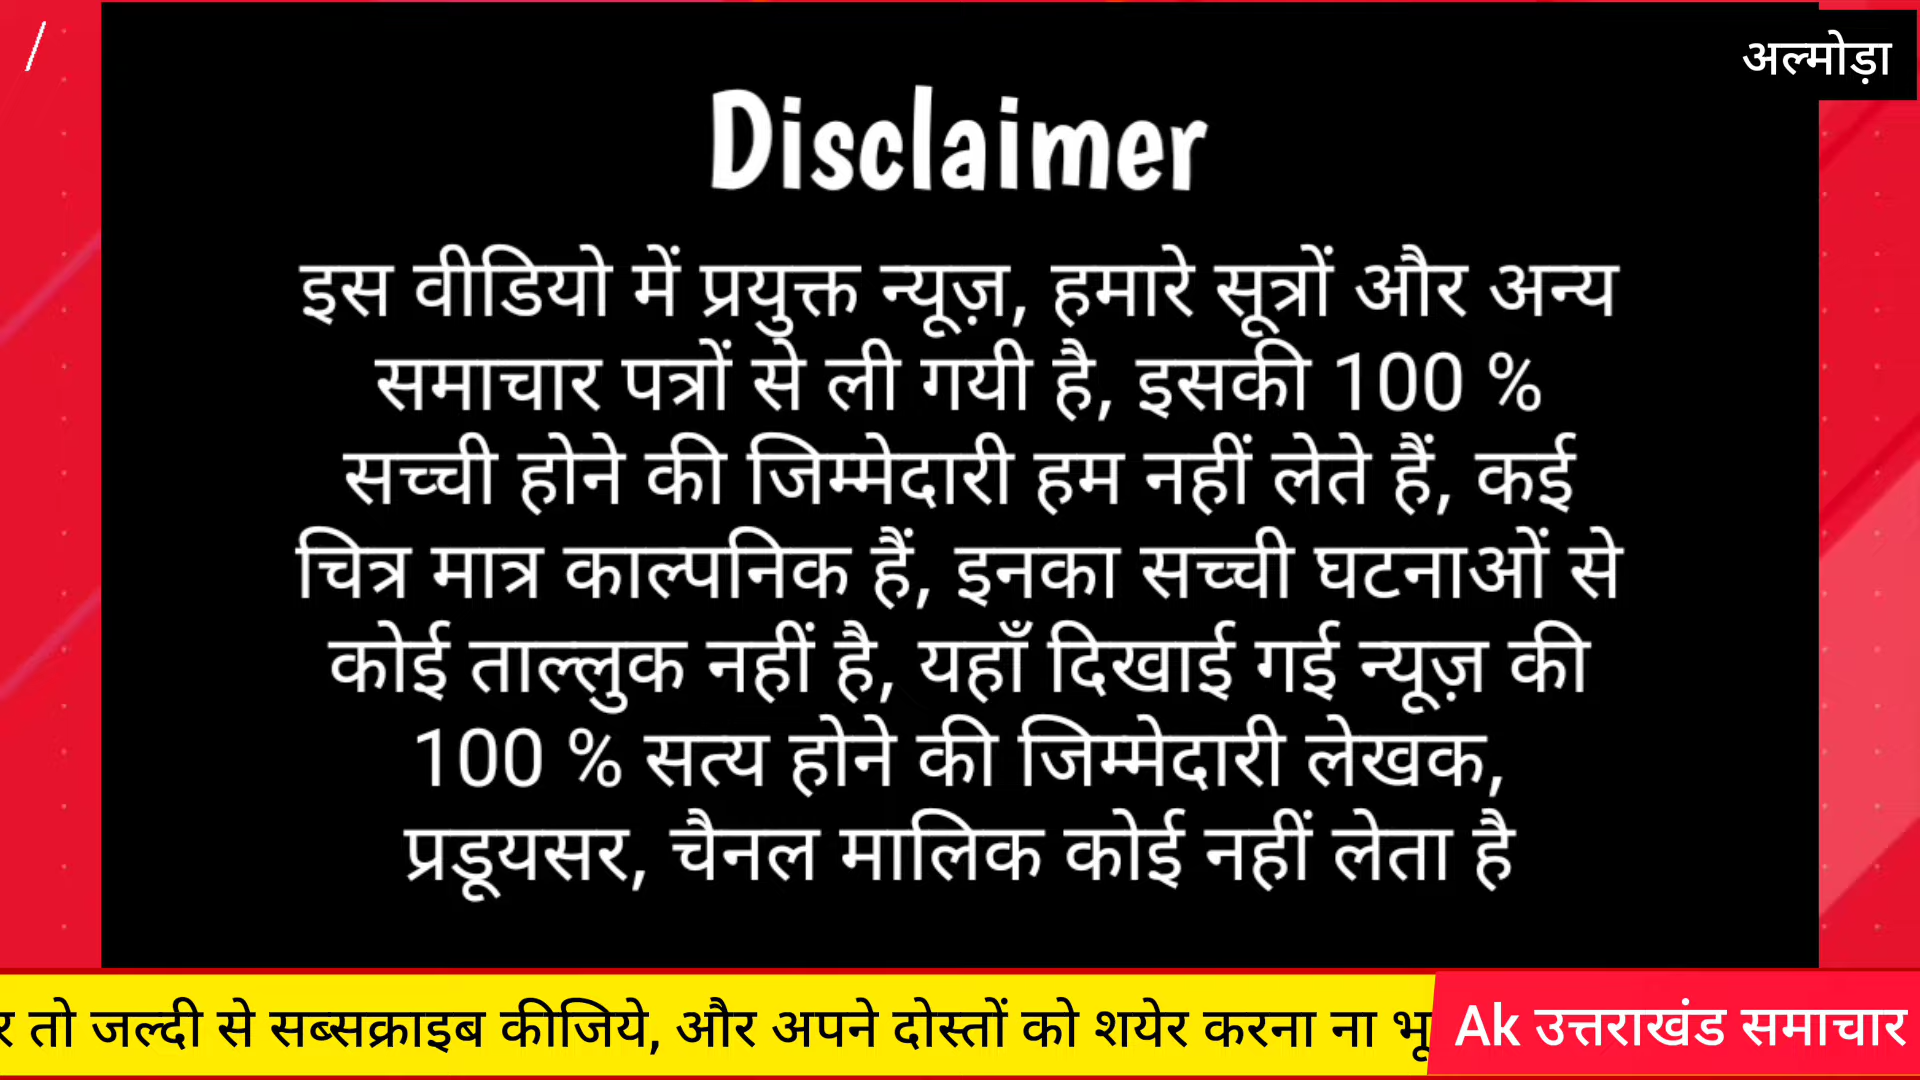 /
अल्मोड़ा
Disclaimer
इस वीडियो में प्रयुक्त न्यूज़, हमारे सूत्रों और अन्य
समाचार पत्रों से ली गयी है, इसकी 100 %
सच्ची होने की जिम्मेदारी हम नहीं लेते हैं, कई
चित्र मात्र काल्पनिक हैं, इनका सच्ची घटनाओं से
कोई ताल्लुक नहीं है, यहाँ दिखाई गई न्यूज़ की
100 % सत्य होने की जिम्मेदारी लेखक,
प्रडूयसर, चैनल मालिक कोई नहीं लेता है
तो जल्दी से सब्सक्राइब कीजिये, और अपने दोस्तों को शयेर करना ना
Ak उत्तराखंड समाचार